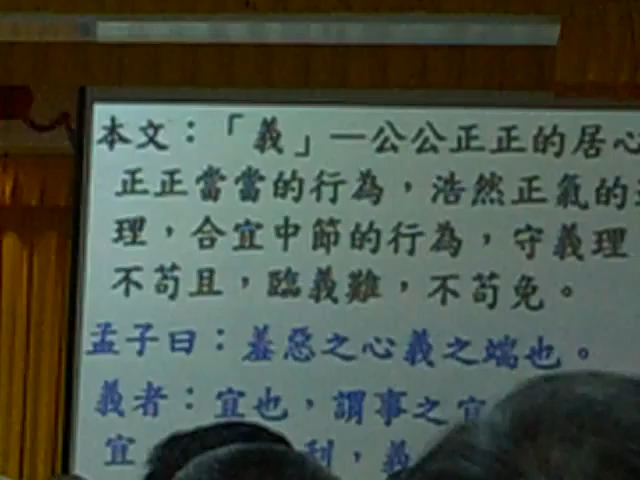 本文：「義」—公公正正的居心
正正當當的行為，浩然正氣的
理，合宜中節的行為，守義理
不苟且，臨義難，不苟免。
孟子曰：羞惡之心義之端也。
義者：宜也，謂事之宜
宜 利，義